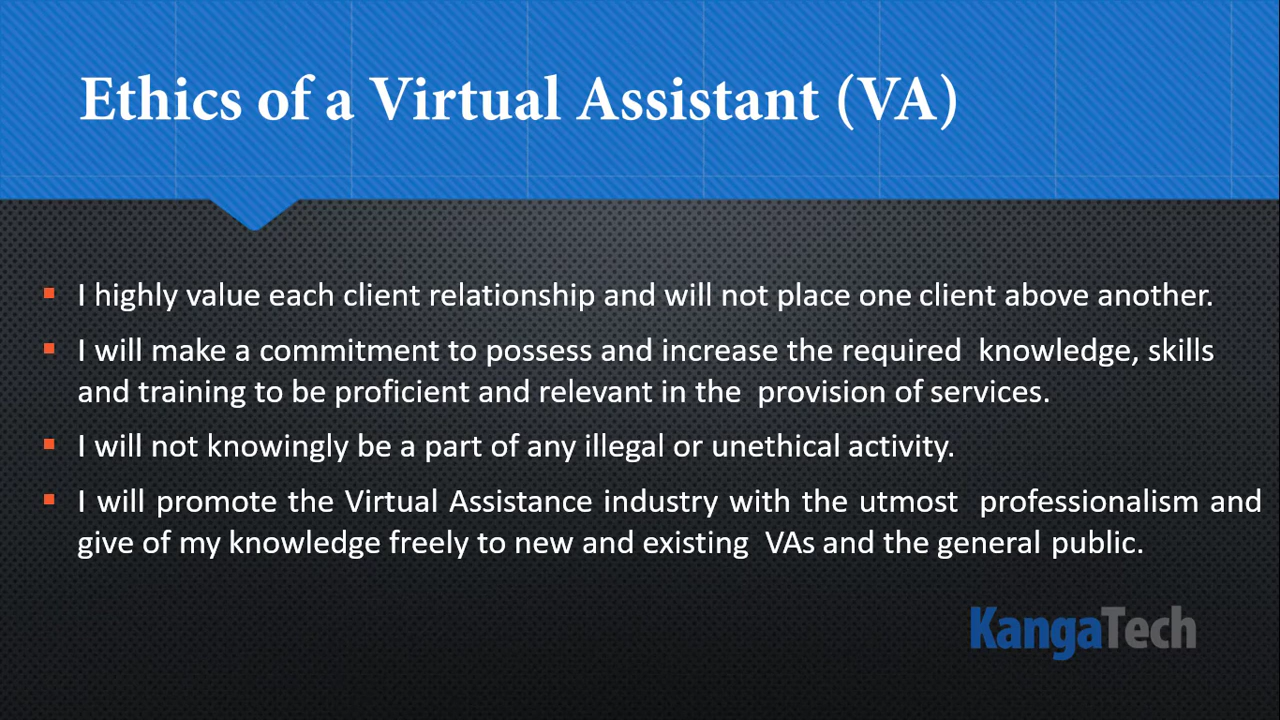 Ethics of a Virtual Assistant (VA)
I highly value each client relationship and will not place one client above another.
I will make a commitment to possess and increase the required knowledge, skills
and training to be proficient and relevant in the provision of services.
I will not knowingly be a part of any illegal or unethical activity.
I will promote the Virtual Assistance industry with the utmost professionalism and
give of my knowledge freely to new and existing VAs and the general public.
KangaTech